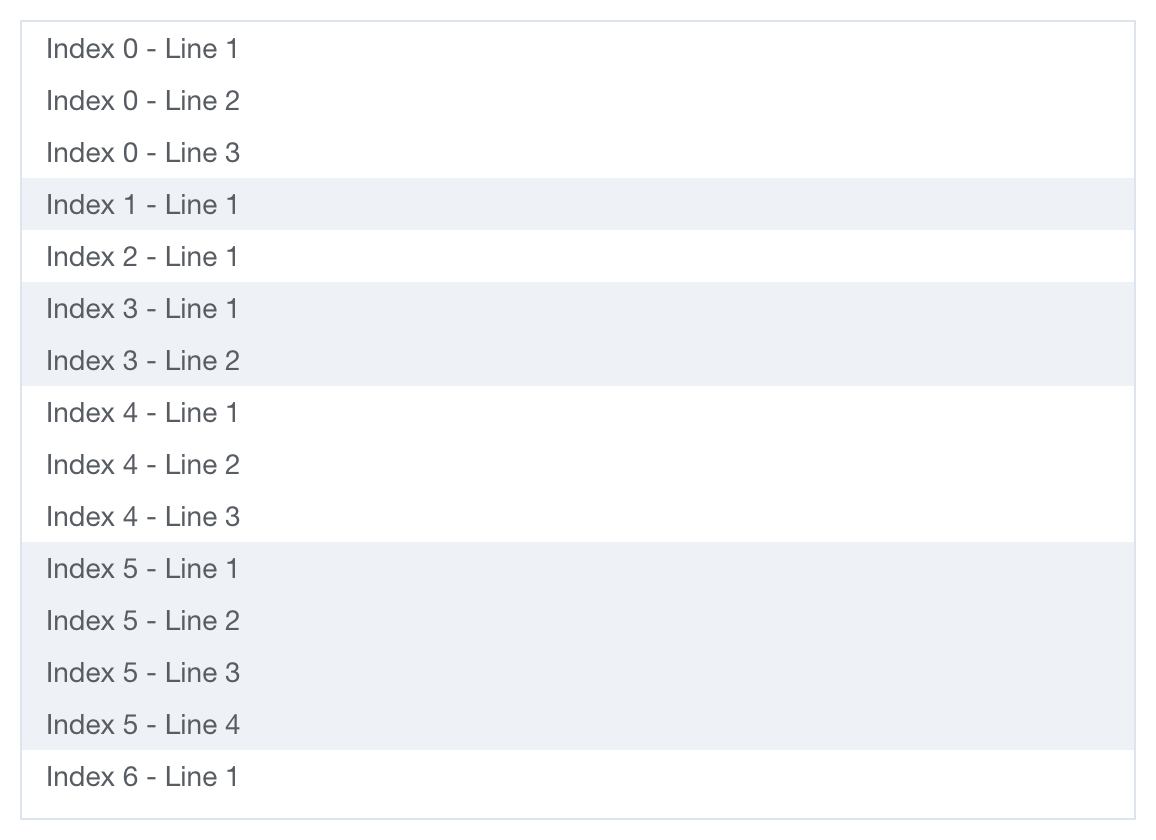 Index 0 - Line 1
Index 0 - Line 2
Index 0 - Line 3
Index 1 - Line 1
Index 2 - Line 1
Index 3 - Line 1
Index 3 - Line 2
Index 4 - Line 1
Index 4 - Line 2
Index 4 - Line 3
Index 5 - Line 1
Index 5 - Line 2
Index 5 - Line 3
Index 5 - Line 4
Index 6 - Line 1